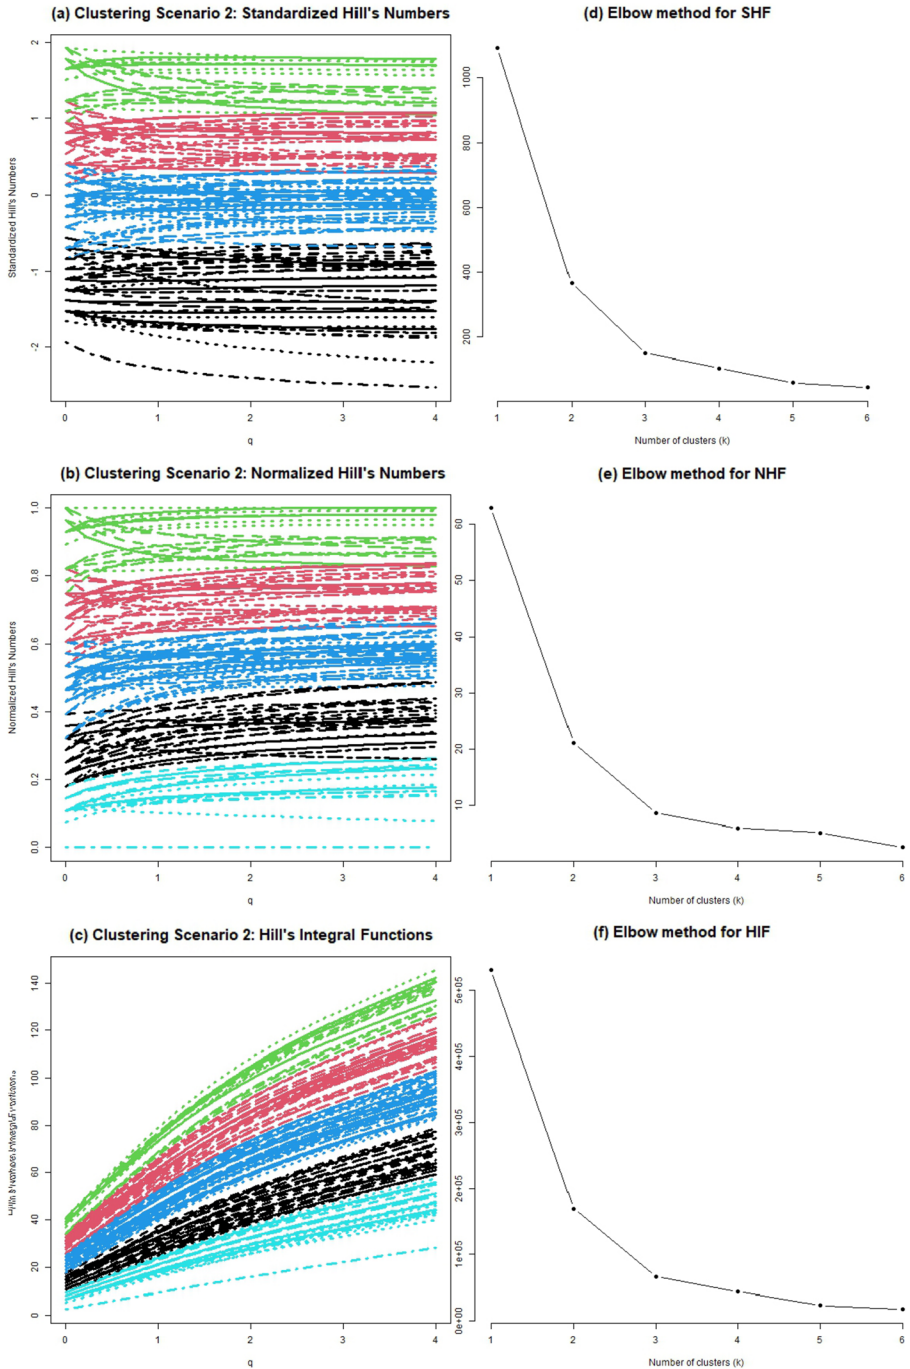 (a) Clustering Scenario 2: Standardized Hill's Numbers
Standardized Hill's Numbers
2
1
0
-1
-2
0 1 2 3 4
q
(d) Elbow method for SHF
1000
800
600
400
200
1 2 3 4 5 6
Number of clusters (k)
(b) Clustering Scenario 2: Normalized Hill's Numbers
Normalized Hill's Numbers
1.0
0.8
0.6
0.4
0.2
0.0
0 1 2 3 4
q
(e) Elbow method for NHF
60
50
40
30
20
10
1 2 3 4 5 6
Number of clusters (k)
(c) Clustering Scenario 2: Hill's Integral Functions
140
120
100
80
60
40
20
0
0 1 2 3 4
q
(f) Elbow method for HIF
5e+05
4e+05
3e+05
2e+05
1e+05
0e+00
1 2 3 4 5 6
Number of clusters (k)